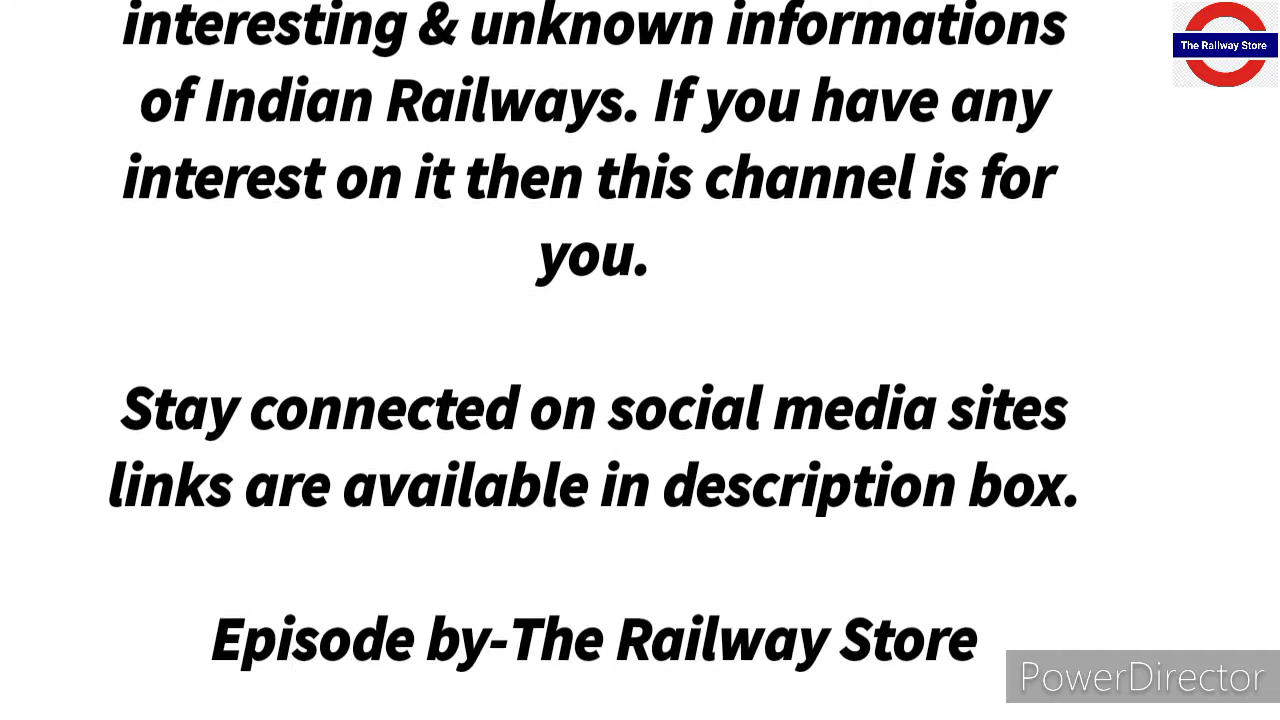 interesting & unknown informations
The Railway Store
of Indian Railways. If you have any
interest on it then this channel is for
you.
Stay connected on social media sites
links are available in description box.
Episode by-The Railway Store
PowerDirector